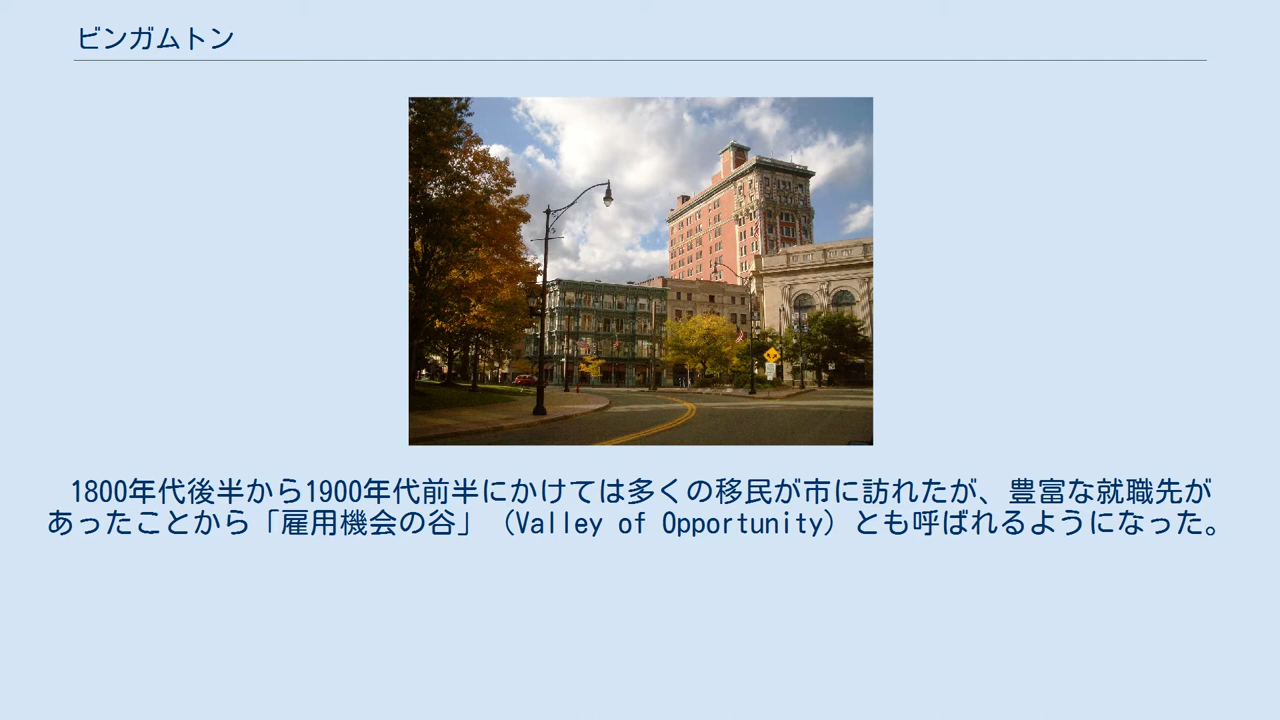 ビンガムトン
1800年代後半から1900年代前半にかけては多くの移民が市に訪れたが、豊富な就職先が
あったことから「雇用機会の谷」（Valley of Opportunity）とも呼ばれるようになった。